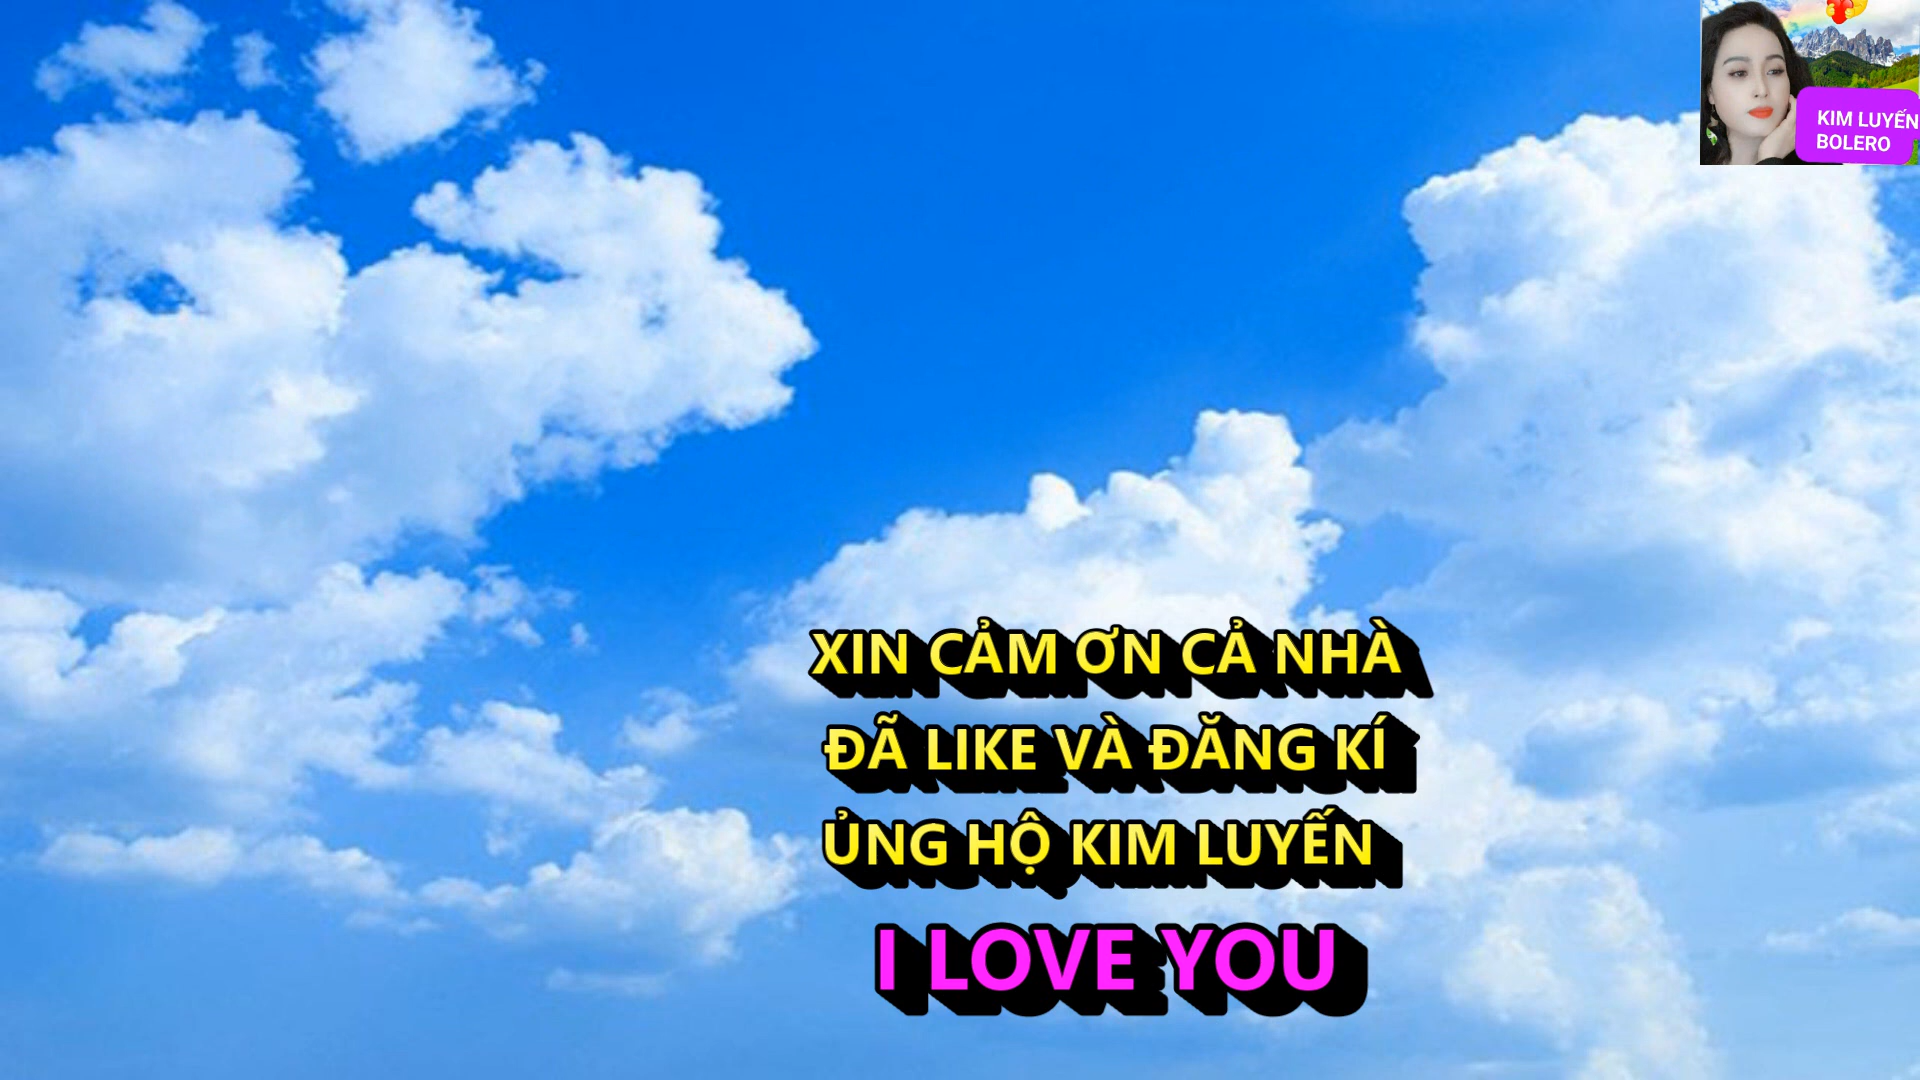 KIM LUYẾN
BOLERO
XIN CẢM ƠN CẢ NHÀ
ĐÃ LIKE VÀ ĐĂNG KÍ
ỦNG HỘ KIM LUYẾN
I LOVE YOU